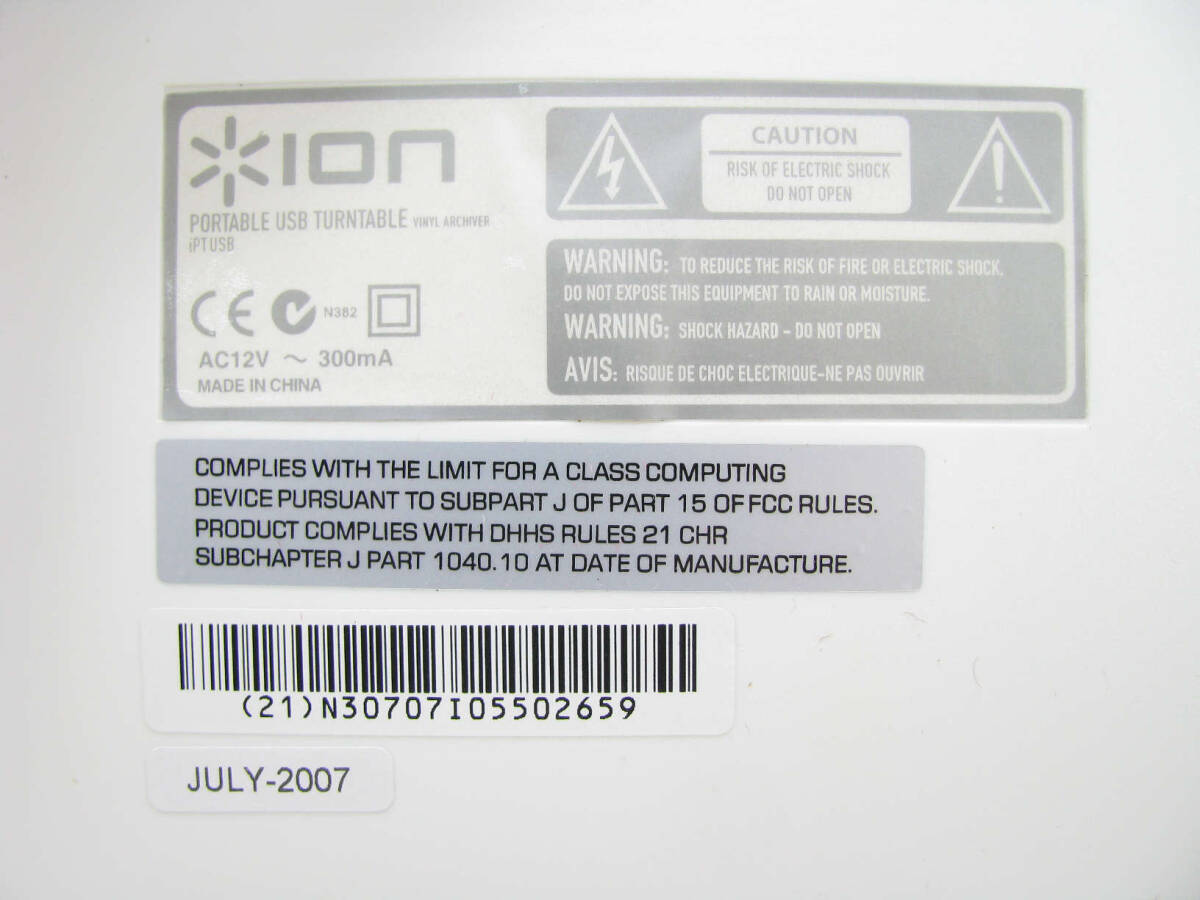 ION
PORTABLE USB TURNTABLE VINYL ARCHIVER
iPTUSB
CE N382
AC12V ~ 300mA
MADE IN CHINA
CAUTION
RISK OF ELECTRIC SHOCK
DO NOT OPEN
WARNING: TO REDUCE THE RISK OF FIRE OR ELECTRIC SHOCK,
DO NOT EXPOSE THIS EQUIPMENT TO RAIN OR MOISTURE.
WARNING: SHOCK HAZARD - DO NOT OPEN
AVIS: RISQUE DE CHOC ELECTRIQUE-NE PAS OUVRIR
COMPLIES WITH THE LIMIT FOR A CLASS COMPUTING
DEVICE PURSUANT TO SUBPART J OF PART 15 OF FCC RULES.
PRODUCT COMPLIES WITH DHHS RULES 21 CHR
SUBCHAPTER J PART 1040.10 AT DATE OF MANUFACTURE.
(21)N30707I05502659
JULY-2007